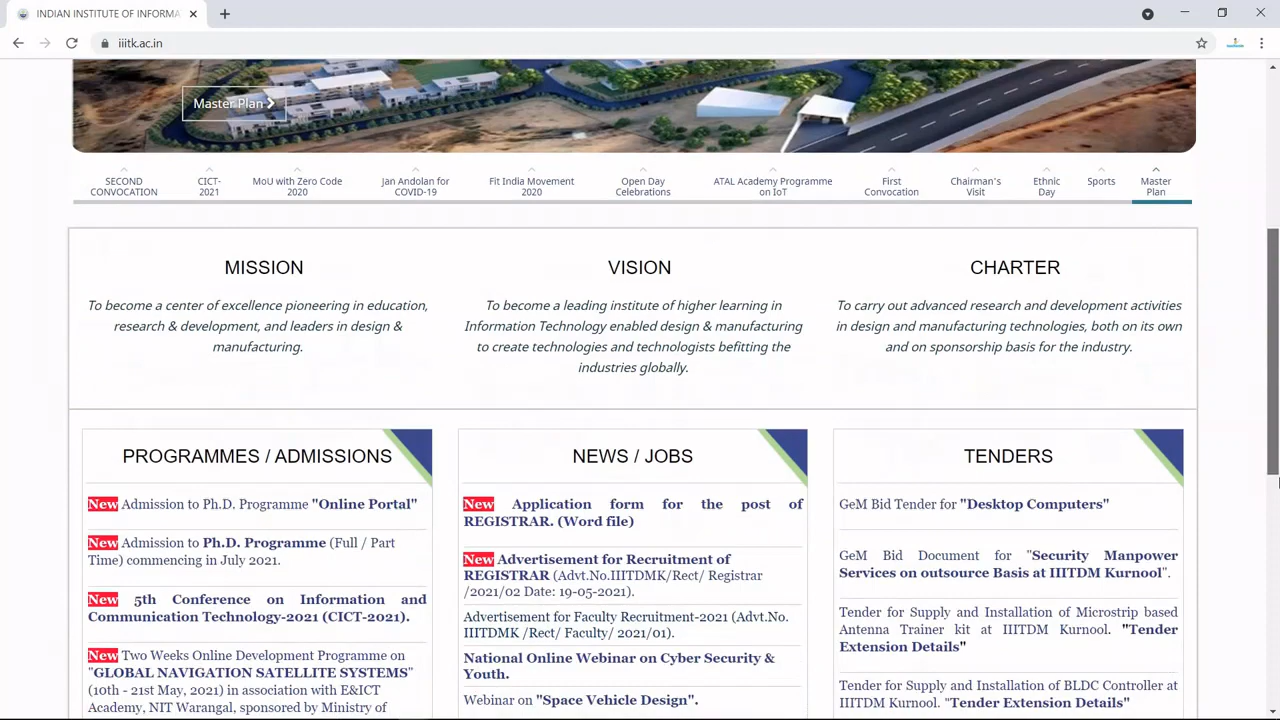 INDIAN INSTITUTE OF INFORMA
iiitk.ac.in
Master Plan
SECOND CONVOCATION
CICT-2021
MoU with Zero Code 2020
Jan Andolan for COVID-19
Fit India Movement 2020
Open Day Celebrations
ATAL Academy Programme on IoT
First Convocation
Chairman's Visit
Ethnic Day
Sports
Master Plan
MISSION
To become a center of excellence pioneering in education,
research & development, and leaders in design &
manufacturing.
VISION
To become a leading institute of higher learning in
Information Technology enabled design & manufacturing
to create technologies and technologists befitting the
industries globally.
CHARTER
To carry out advanced research and development activities
in design and manufacturing technologies, both on its own
and on sponsorship basis for the industry.
PROGRAMMES / ADMISSIONS
New Admission to Ph.D. Programme "Online Portal"
New Admission to Ph.D. Programme (Full / Part
Time) commencing in July 2021.
New 5th Conference on Information and
Communication Technology-2021 (CICT-2021).
New Two Weeks Online Development Programme on
"GLOBAL NAVIGATION SATELLITE SYSTEMS"
(10th - 21st May, 2021) in association with E&ICT
Academy, NIT Warangal, sponsored by Ministry of
NEWS / JOBS
New Application form for the post of
REGISTRAR. (Word file)
New Advertisement for Recruitment of
REGISTRAR (Advt.No.IIITDMK/Rect/ Registrar
/2021/02 Date: 19-05-2021).
Advertisement for Faculty Recruitment-2021 (Advt.No.
IIITDMK /Rect/ Faculty/ 2021/01).
National Online Webinar on Cyber Security &
Youth.
Webinar on "Space Vehicle Design".
TENDERS
GeM Bid Tender for "Desktop Computers"
GeM Bid Document for "Security Manpower
Services on outsource Basis at IIITDM Kurnool".
Tender for Supply and Installation of Microstrip based
Antenna Trainer kit at IIITDM Kurnool. "Tender
Extension Details"
Tender for Supply and Installation of BLDC Controller at
IIITDM Kurnool. "Tender Extension Details"